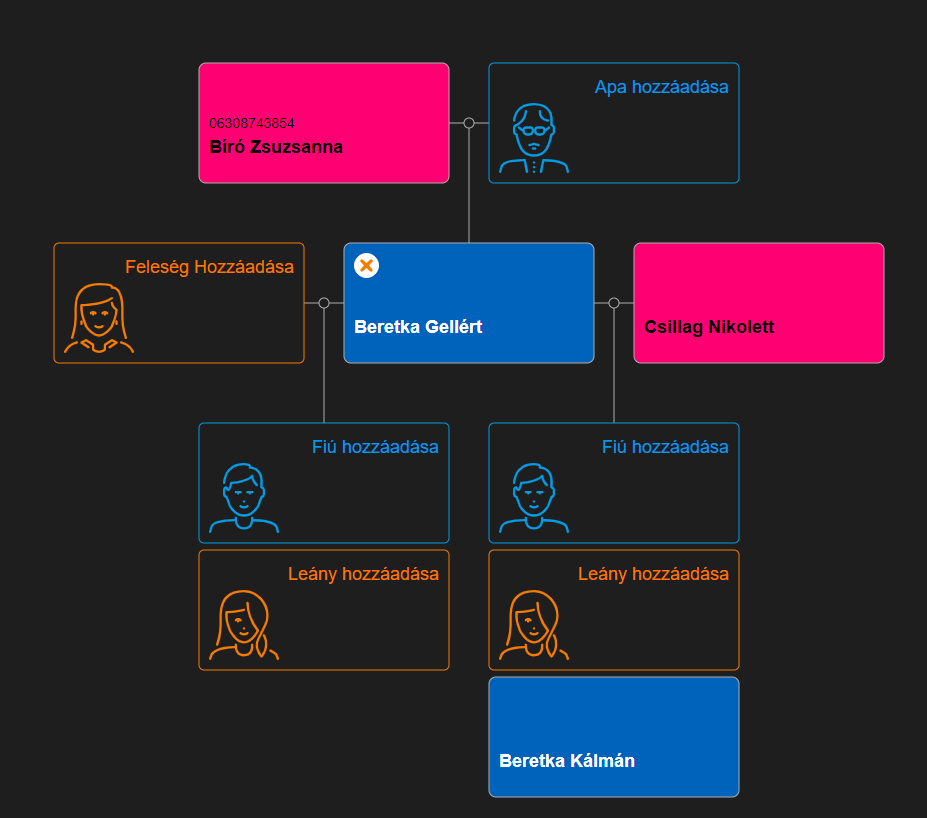 Apa hozzáadása
06308743854
Bíró Zsuzsanna
Feleség Hozzáadása
Beretka Gellért
Csillag Nikolett
Fiú hozzáadása
Fiú hozzáadása
Leány hozzáadása
Leány hozzáadása
Beretka Kálmán